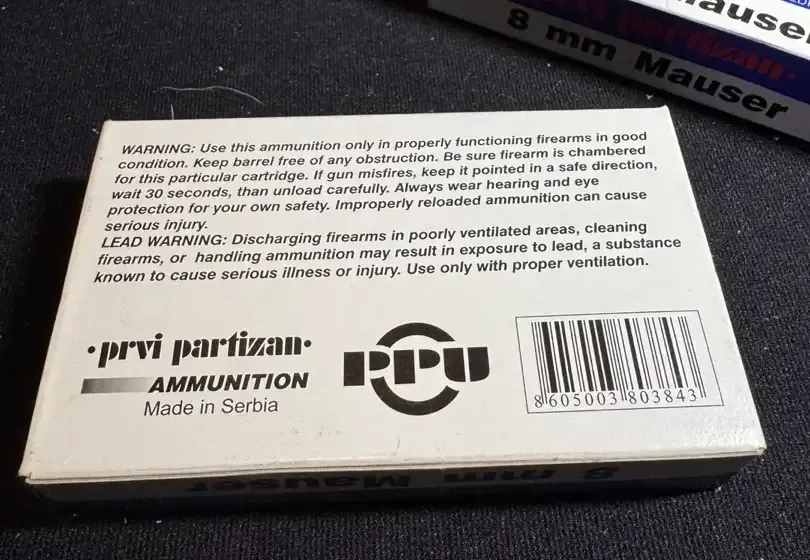 auser
prvi partizan.
8 mm Mauser
WARNING: Use this ammunition only in properly functioning firearms in good
condition. Keep barrel free of any obstruction. Be sure firearm is chambered
for this particular cartridge. If gun misfires, keep it pointed in a safe direction,
wait 30 seconds, than unload carefully. Always wear hearing and eye
protection for your own safety. Improperly reloaded ammunition can cause
serious injury.
LEAD WARNING: Discharging firearms in poorly ventilated areas, cleaning
firearms, or handling ammunition may result in exposure to lead, a substance
known to cause serious illness or injury. Use only with proper ventilation.
·prvi partizan·
AMMUNITION
Made in Serbia
PPU
8 605003 803843
8 mm Mauser